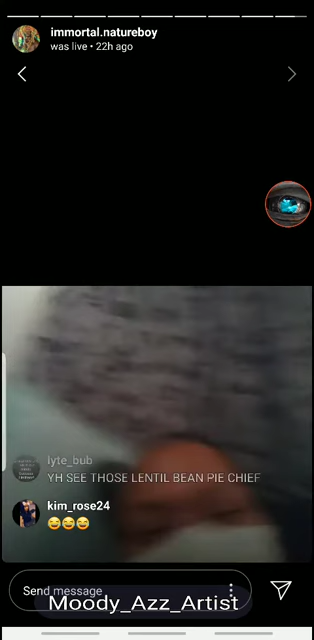 immortal.natureboy
was live • 22h ago
lyte_bub
YH SEE THOSE LENTIL BEAN PIE CHIEF
kim_rose24
😂😂😂
Send message
Moody_Azz_Artist